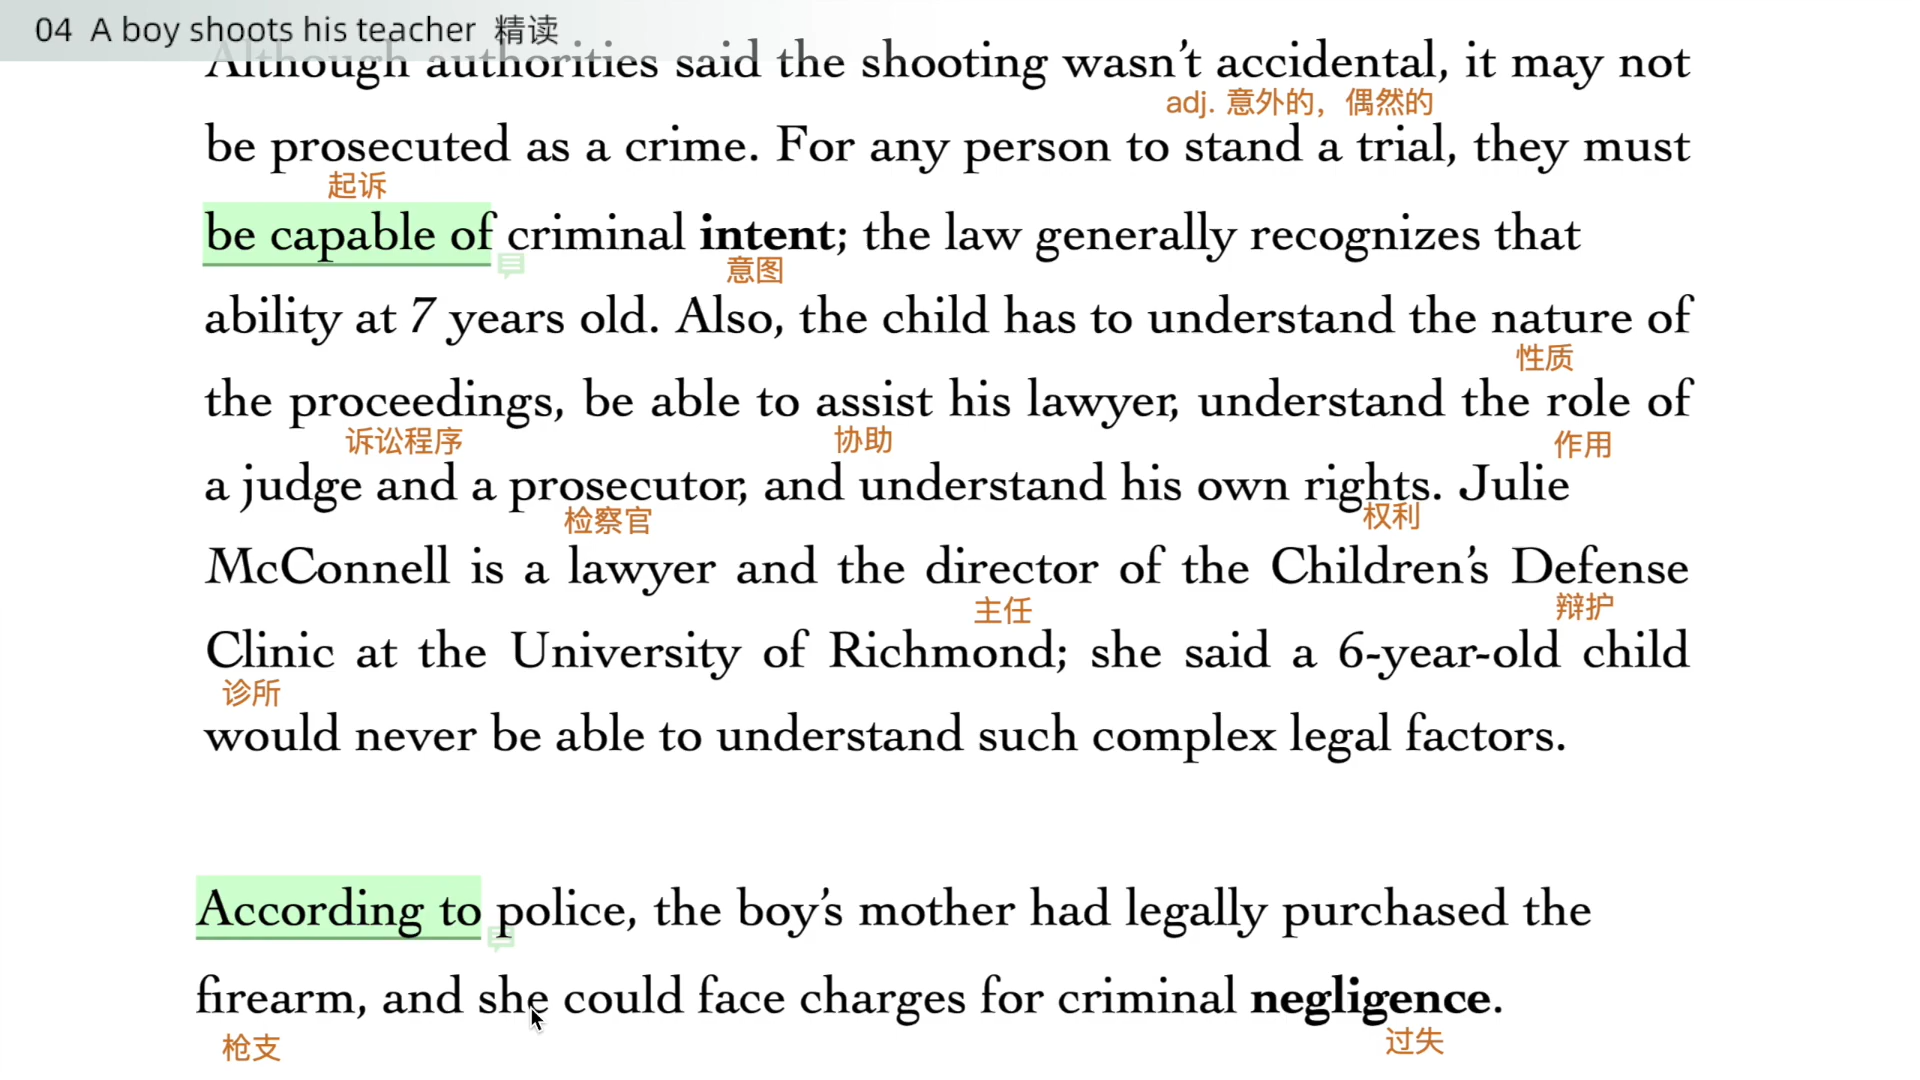 04 A boy shoots his teacher 精读
Although authorities said the shooting wasn’t accidental, it may not
adj. 意外的，偶然的
be prosecuted as a crime. For any person to stand a trial, they must
起诉
be capable of criminal intent; the law generally recognizes that
意图
ability at 7 years old. Also, the child has to understand the nature of
性质
the proceedings, be able to assist his lawyer, understand the role of
诉讼程序 协助 作用
a judge and a prosecutor, and understand his own rights. Julie
检察官 权利
McConnell is a lawyer and the director of the Children’s Defense
主任 辩护
Clinic at the University of Richmond; she said a 6-year-old child
诊所
would never be able to understand such complex legal factors.
According to police, the boy’s mother had legally purchased the
firearm, and she could face charges for criminal negligence.
枪支 过失